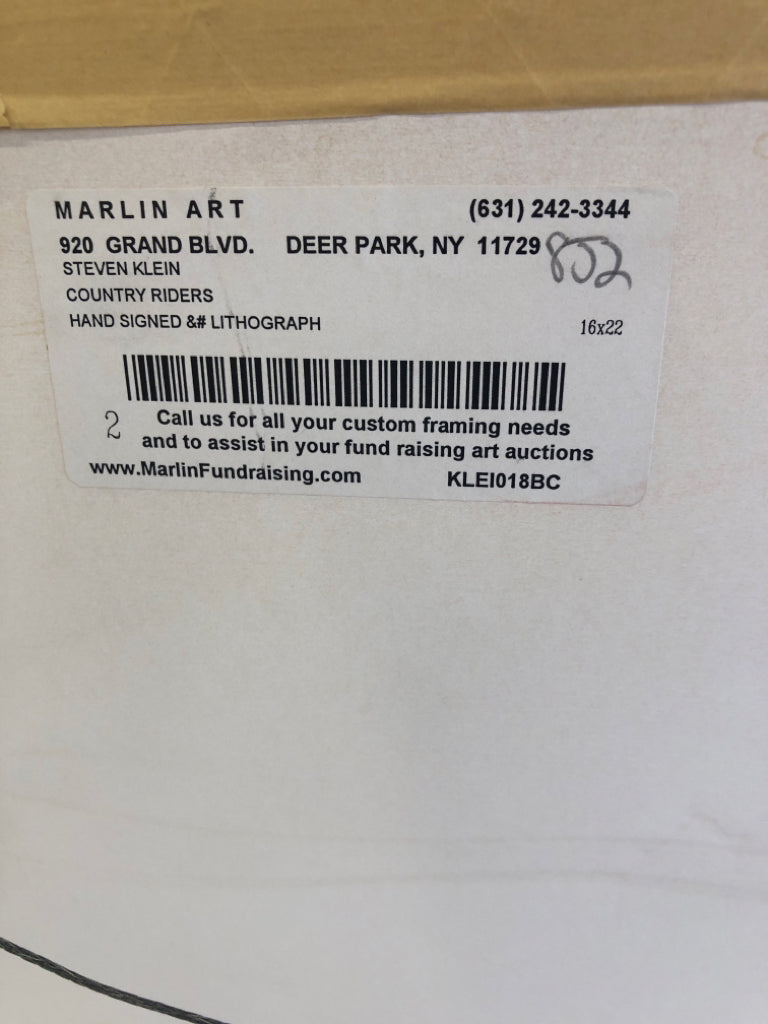 MARLIN ART (631) 242-3344
920 GRAND BLVD. DEER PARK, NY 11729 852
STEVEN KLEIN
COUNTRY RIDERS
HAND SIGNED &# LITHOGRAPH 16x22
2 Call us for all your custom framing needs
and to assist in your fund raising art auctions
www.MarlinFundraising.com KLEI018BC